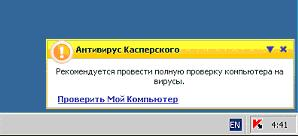 Антивирус Касперского
Рекомендуется провести полную проверку компьютера на
вирусы.
Проверить Мой Компьютер
EN
4:41